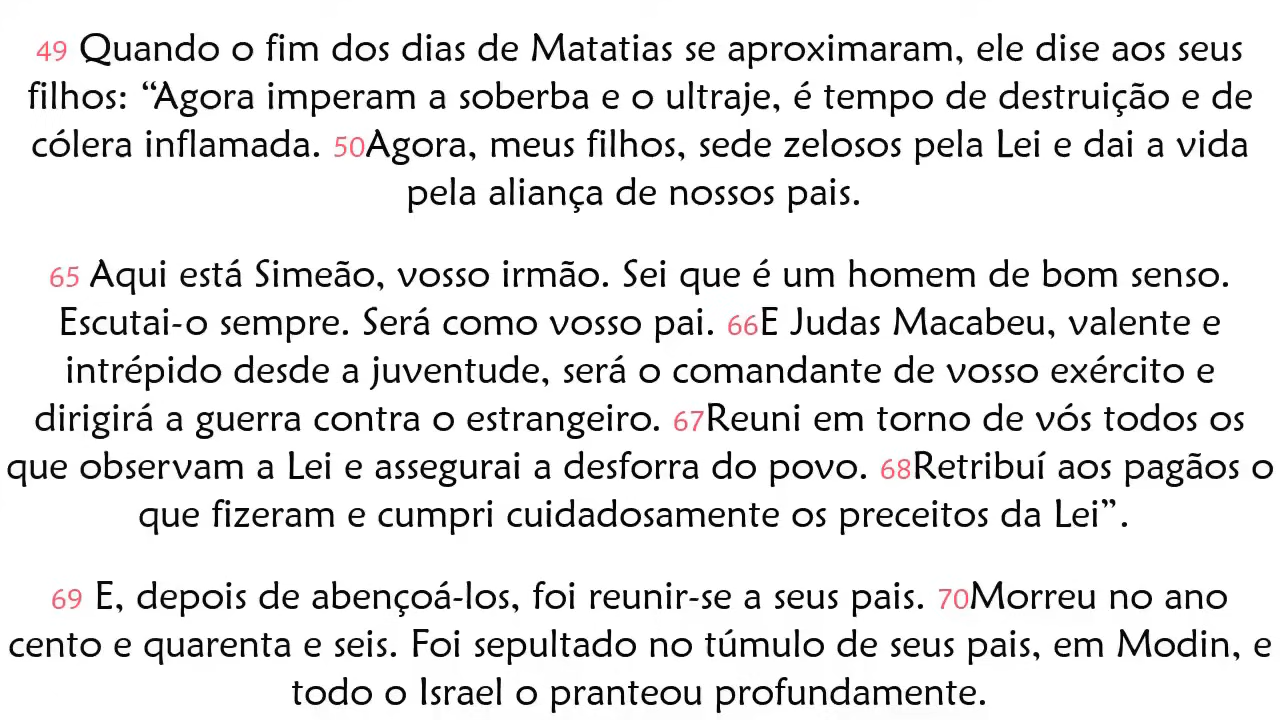 49 Quando o fim dos dias de Matatias se aproximaram, ele dise aos seus
filhos: “Agora imperam a soberba e o ultraje, é tempo de destruição e de
cólera inflamada. 50Agora, meus filhos, sede zelosos pela Lei e dai a vida
pela aliança de nossos pais.
65 Aqui está Simeão, vosso irmão. Sei que é um homem de bom senso.
Escutai-o sempre. Será como vosso pai. 66E Judas Macabeu, valente e
intrépido desde a juventude, será o comandante de vosso exército e
dirigirá a guerra contra o estrangeiro. 67Reuni em torno de vós todos os
que observam a Lei e assegurai a desforra do povo. 68Retribuí aos pagãos o
que fizeram e cumpri cuidadosamente os preceitos da Lei”.
69 E, depois de abençoá-los, foi reunir-se a seus pais. 70Morreu no ano
cento e quarenta e seis. Foi sepultado no túmulo de seus pais, em Modin, e
todo o Israel o pranteou profundamente.